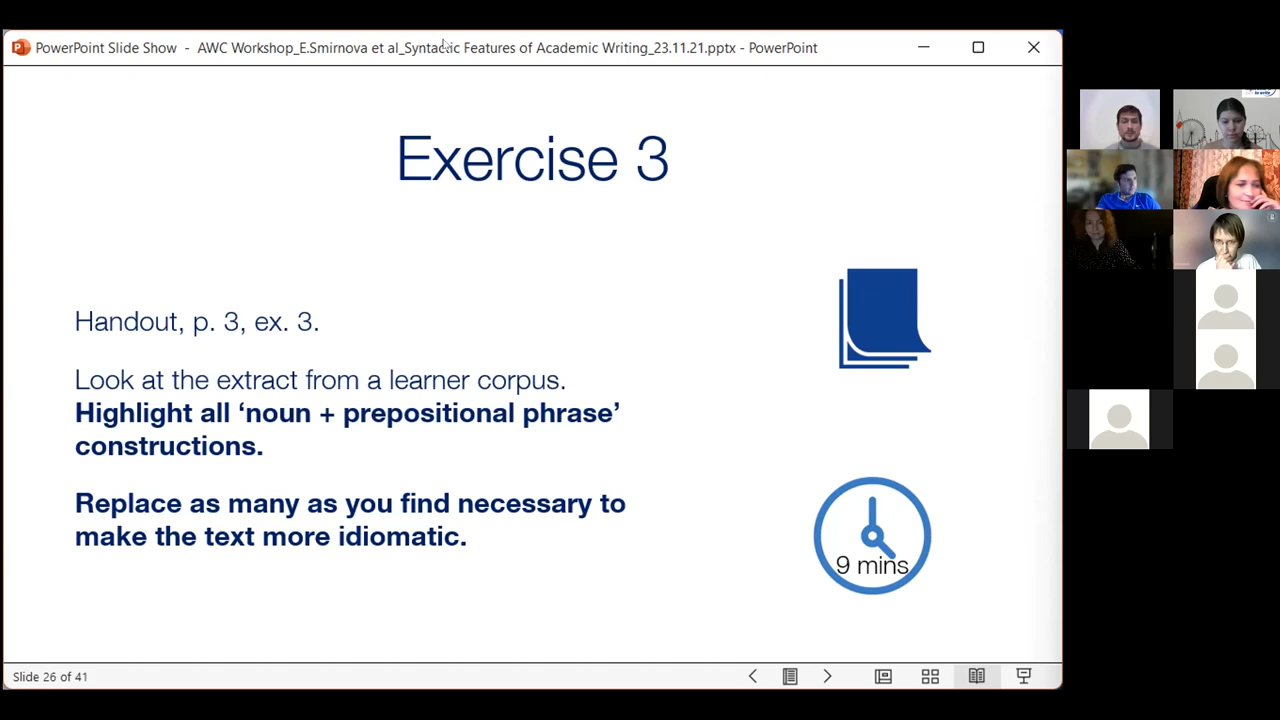 PowerPoint Slide Show - AWC Workshop_E.Smirnova et al_Syntactic Features of Academic Writing_23.11.21.pptx - PowerPoint
Exercise 3
Handout, p. 3, ex. 3.
Look at the extract from a learner corpus.
Highlight all ‘noun + prepositional phrase’
constructions.
Replace as many as you find necessary to
make the text more idiomatic.
9 mins
Slide 26 of 41